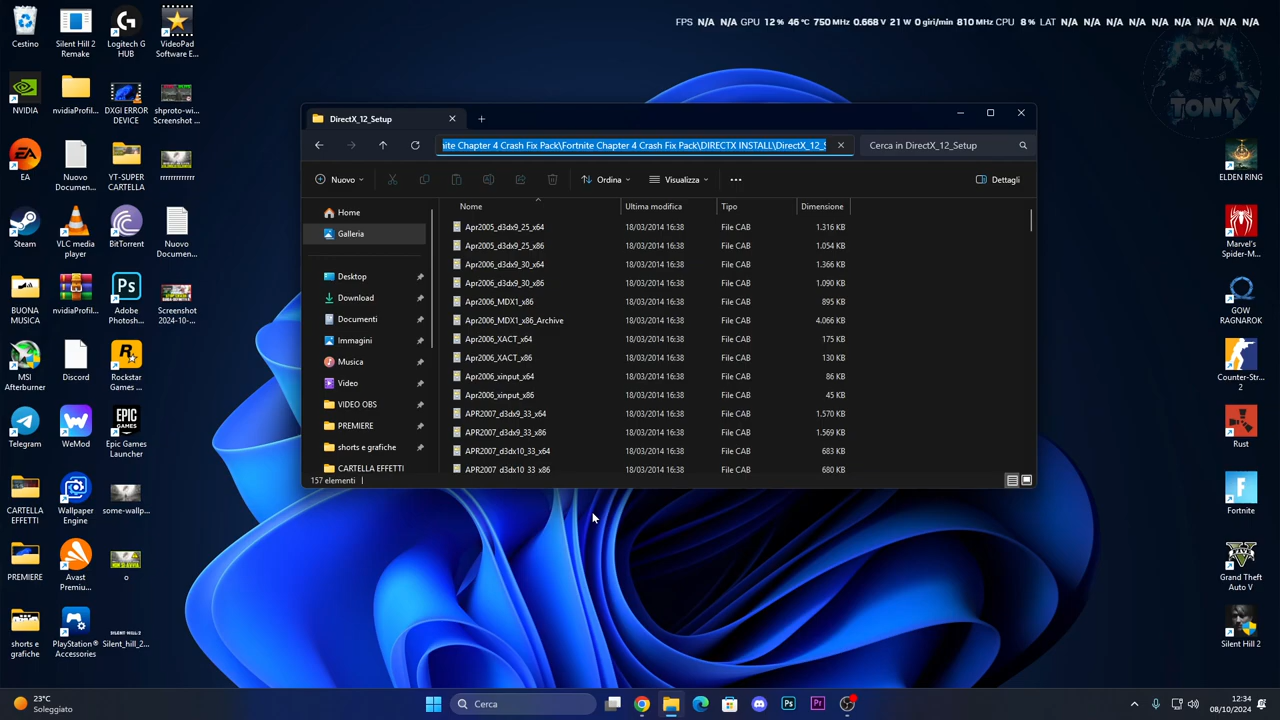 FPS N/A N/A GPU 12 % 46 °C 750 MHz 0.668 V 21 W 0 giri/min 810 MHz CPU 8 % LAT N/A N/A N/A N/A N/A N/A N/A N/A N/A
TONY
Cestino
Silent Hill 2 Remake
Logitech G HUB
VideoPad Software E...
NVIDIA
nvidiaProfil...
DXGI ERROR DEVICE
shproto-wi... Screenshot ...
EA
Nuovo Documen...
YT-SUPER CARTELLA
rrrrrrrrrrrrrr
Steam
VLC media player
BitTorrent
Nuovo Documen...
BUONA MUSICA
nvidiaProfil...
Adobe Photosh...
Screenshot 2024-10-...
MSI Afterburner
Discord
Rockstar Games ...
Telegram
WeMod
Epic Games Launcher
CARTELLA EFFETTI
Wallpaper Engine
some-wallp...
PREMIERE
Avast Premiu...
o
shorts e grafiche
PlayStation® Accessories
SILENT HILL: 2
Silent_hill_2...
DirectX_12_Setup
nite Chapter 4 Crash Fix Pack\Fortnite Chapter 4 Crash Fix Pack\DIRECTX INSTALL\DirectX_12_S
Cerca in DirectX_12_Setup
Nuovo
Ordina
Visualizza
Dettagli
Home
Galleria
Desktop
Download
Documenti
Immagini
Musica
Video
VIDEO OBS
PREMIERE
shorts e grafiche
CARTELLA EFFETTI
Nome Ultima modifica Tipo Dimensione
Apr2005_d3dx9_25_x64 18/03/2014 16:38 File CAB 1.316 KB
Apr2005_d3dx9_25_x86 18/03/2014 16:38 File CAB 1.054 KB
Apr2006_d3dx9_30_x64 18/03/2014 16:38 File CAB 1.366 KB
Apr2006_d3dx9_30_x86 18/03/2014 16:38 File CAB 1.090 KB
Apr2006_MDX1_x86 18/03/2014 16:38 File CAB 895 KB
Apr2006_MDX1_x86_Archive 18/03/2014 16:38 File CAB 4.066 KB
Apr2006_XACT_x64 18/03/2014 16:38 File CAB 175 KB
Apr2006_XACT_x86 18/03/2014 16:38 File CAB 130 KB
Apr2006_xinput_x64 18/03/2014 16:38 File CAB 86 KB
Apr2006_xinput_x86 18/03/2014 16:38 File CAB 45 KB
APR2007_d3dx9_33_x64 18/03/2014 16:38 File CAB 1.570 KB
APR2007_d3dx9_33_x86 18/03/2014 16:38 File CAB 1.569 KB
APR2007_d3dx10_33_x64 18/03/2014 16:38 File CAB 683 KB
APR2007_d3dx10_33_x86 18/03/2014 16:38 File CAB 680 KB
157 elementi
ELDEN RING
Marvel's Spider-M...
GOW RAGNAROK
Counter-Str... 2
Rust
Fortnite
Grand Theft Auto V
Silent Hill 2
23°C
Soleggiato
Cerca
12:34
08/10/2024